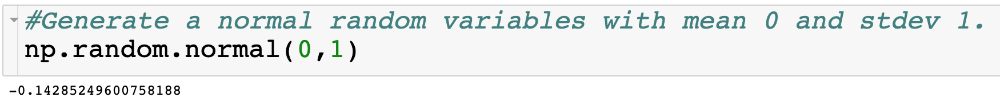 #Generate a normal random variables with mean 0 and stdev 1.
np.random.normal(0,1)
-0.14285249600758188